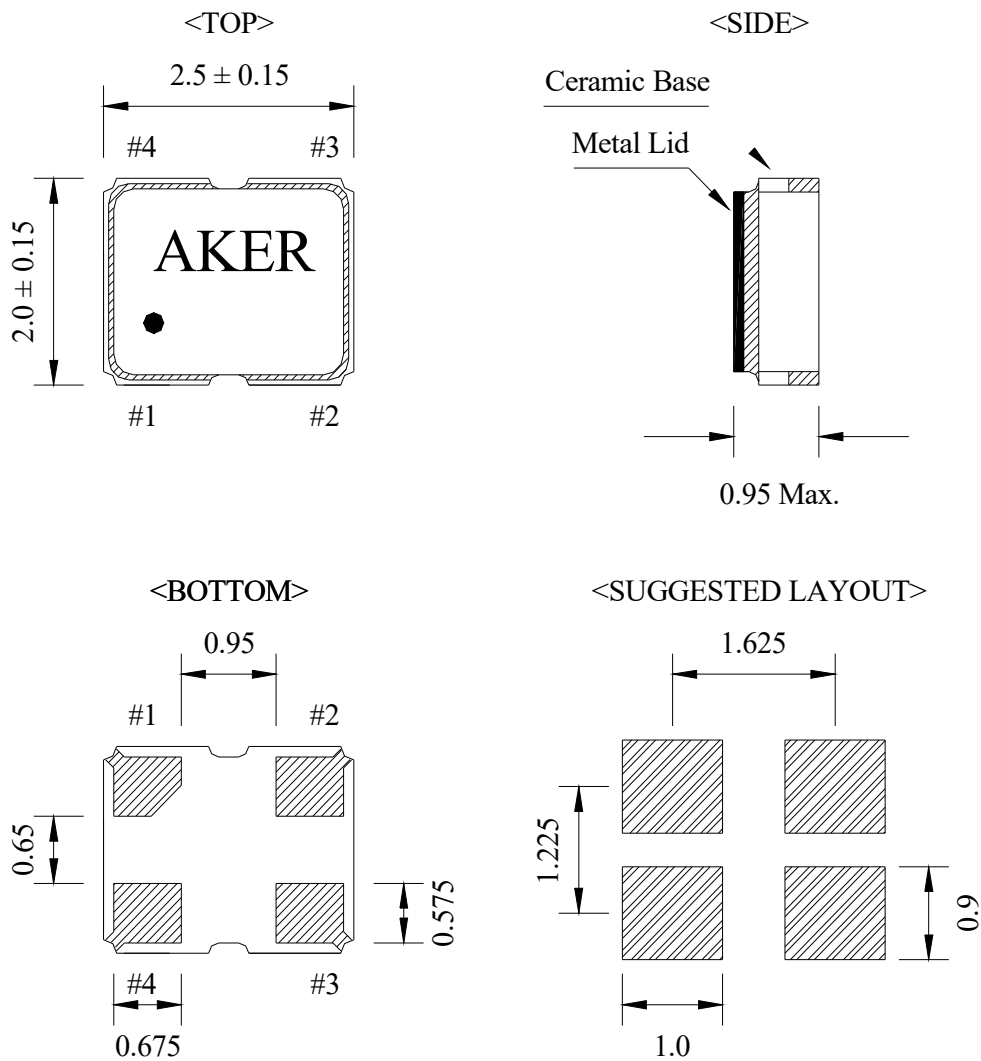 <TOP>
2.5 ± 0.15
#4
#3
2.0 ± 0.15
AKER
#1
#2
<SIDE>
Ceramic Base
Metal Lid
0.95 Max.
<BOTTOM>
0.95
#1
#2
0.65
0.575
#4
#3
0.675
<SUGGESTED LAYOUT>
1.625
1.225
0.9
1.0